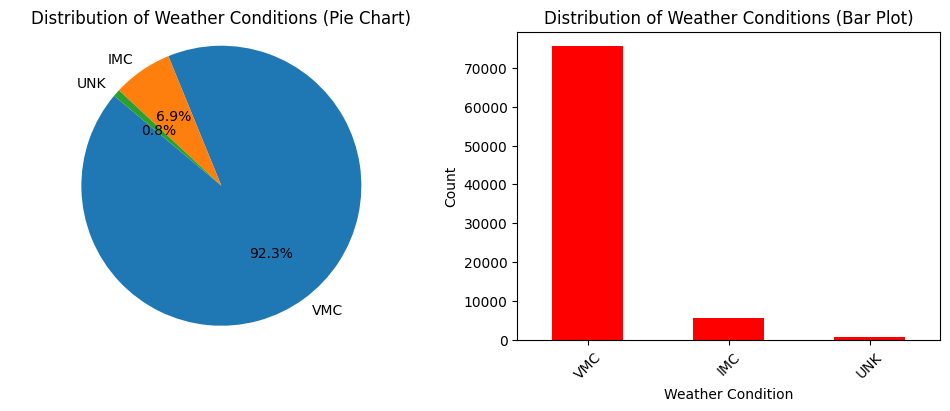 Distribution of Weather Conditions (Pie Chart)
IMC
UNK
6.9%
0.8%
92.3%
VMC
Distribution of Weather Conditions (Bar Plot)
70000
60000
50000
40000
30000
20000
10000
0
Count
VMC
IMC
UNK
Weather Condition